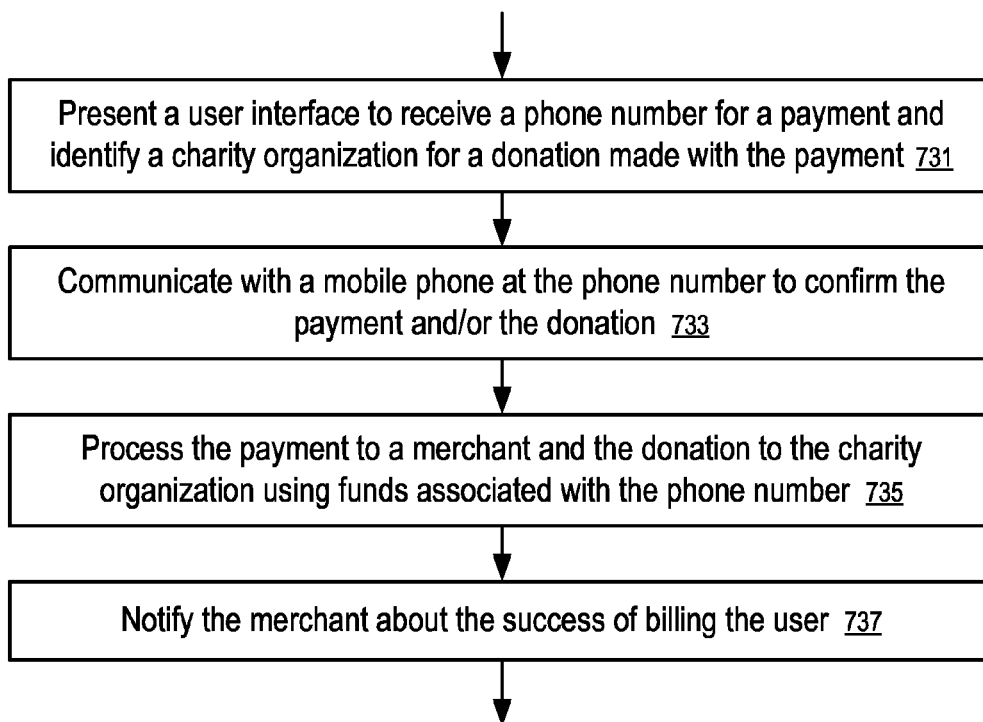 Present a user interface to receive a phone number for a payment and
identify a charity organization for a donation made with the payment 731
Communicate with a mobile phone at the phone number to confirm the
payment and/or the donation 733
Process the payment to a merchant and the donation to the charity
organization using funds associated with the phone number 735
Notify the merchant about the success of billing the user 737